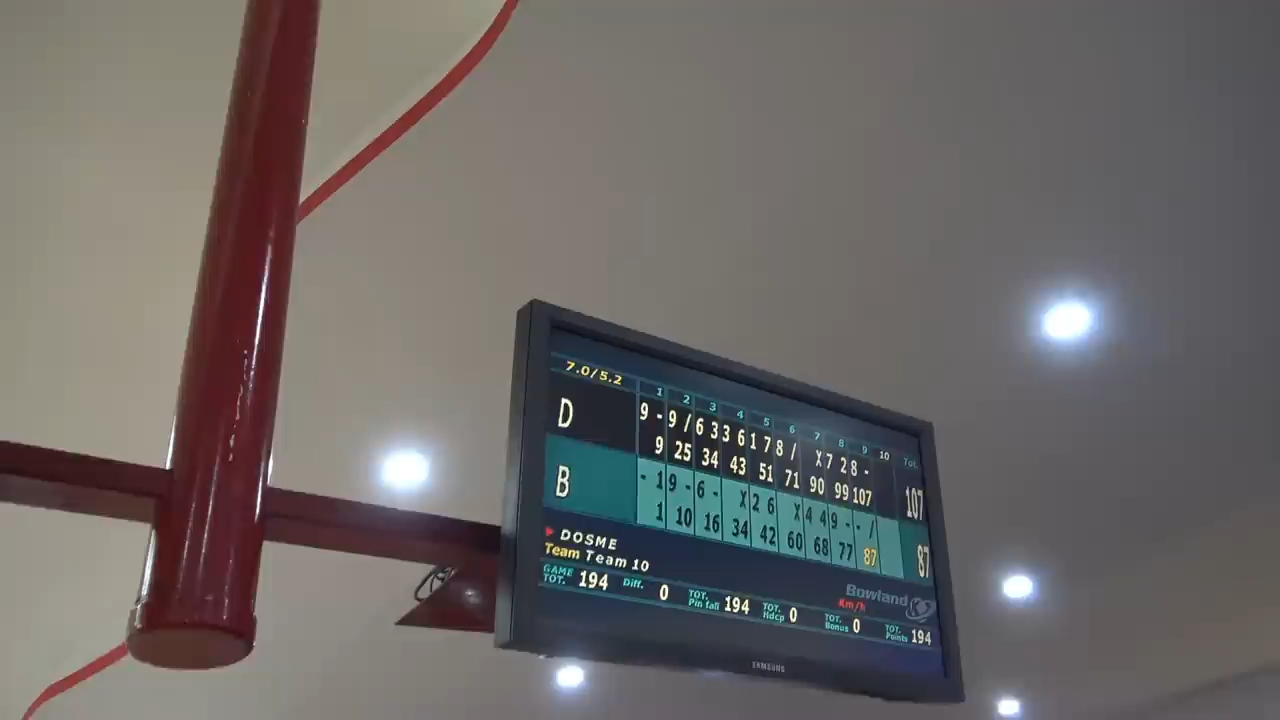 7.0/5.2 1 2 3 4 5 6 7 8 9 10 Tot.
D 9 - 9 / 6 3 3 6 1 7 8 / X 7 2 8 -
9 25 34 43 51 71 90 99 107 107
B - 1 9 - 6 - X 2 6 X 4 4 9 - - /
1 10 16 34 42 60 68 77 87 87
DOSME
Team Team 10
Bowland
Km/h
GAME TOT. 194 Diff. 0 TOT. Pin fall 194 TOT. Hdcp 0 TOT. Bonus 0 TOT. Points 194
SAMSUNG